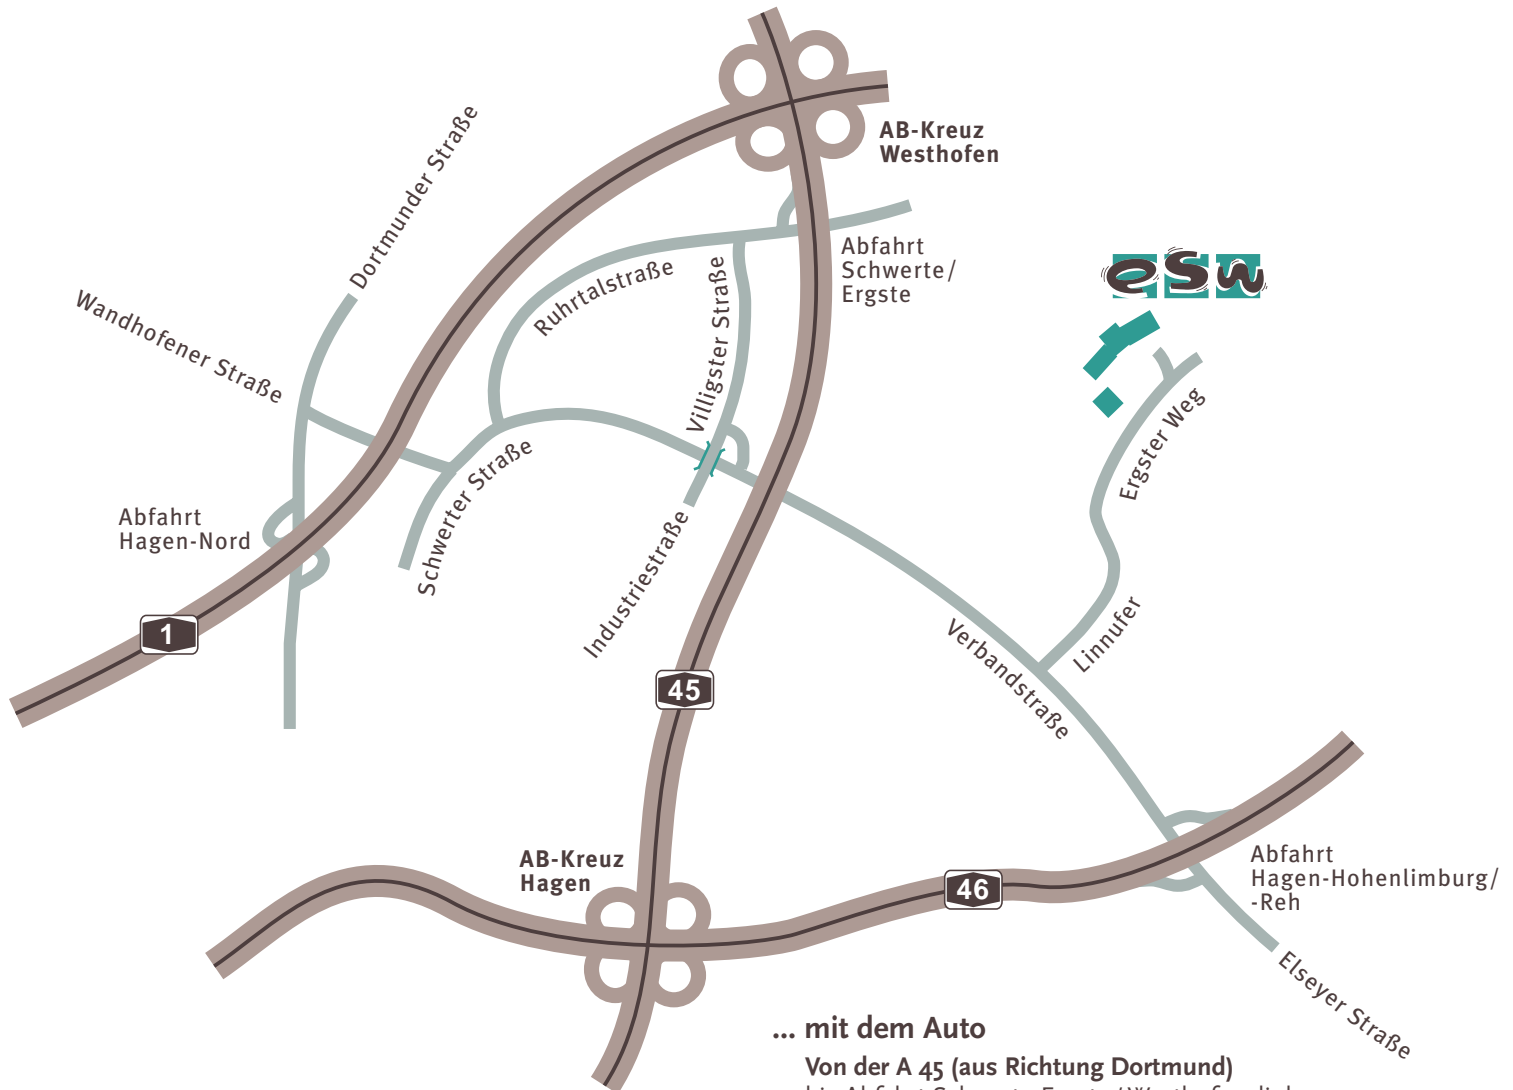 AB-Kreuz
Westhofen
Dortmunder Straße
Wandhofener Straße
Ruhrtalstraße
Villigster Straße
Abfahrt
Schwerte/
Ergste
esw
Ergster Weg
Schwerter Straße
Abfahrt
Hagen-Nord
Industriestraße
1
45
Verbandstraße
Linnufer
AB-Kreuz
Hagen
46
Abfahrt
Hagen-Hohenlimburg/
-Reh
Elseyer Straße
... mit dem Auto
Von der A 45 (aus Richtung Dortmund)